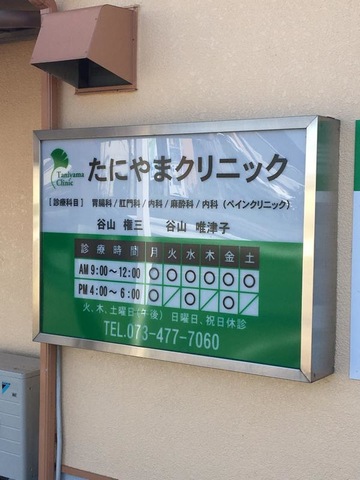 Taniyama
Clinic
たにやまクリニック
[診療科目] 胃腸科/肛門科/内科/麻酔科/内科(ペインクリニック)
谷山 権三 谷山 唯津子
診療時間 月 火 水 木 金 土
AM 9:00～12:00 ○ ○ ○ ○ ○ ○
PM 4:00～6:00 ○ ／ ○ ／ ○ ／
火、木、土曜日(午後) 日曜日、祝日休診
TEL.073-477-7060